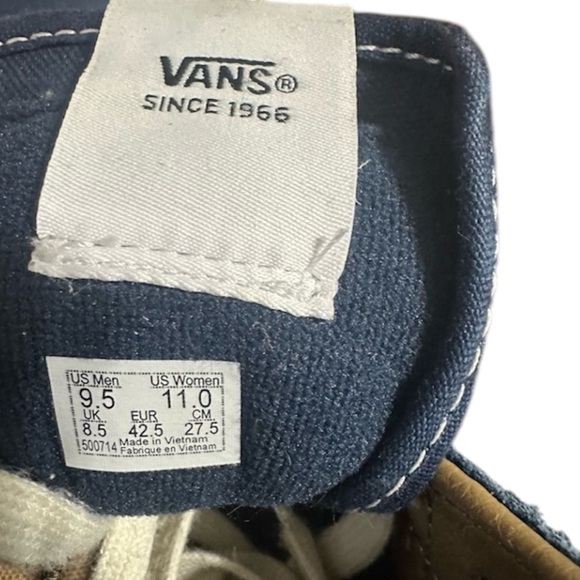 VANS®
SINCE 1966
US Men US Women
9.5 11.0
UK EUR CM
8.5 42.5 27.5
500714 Made in Vietnam
Fabrique en Vietnam